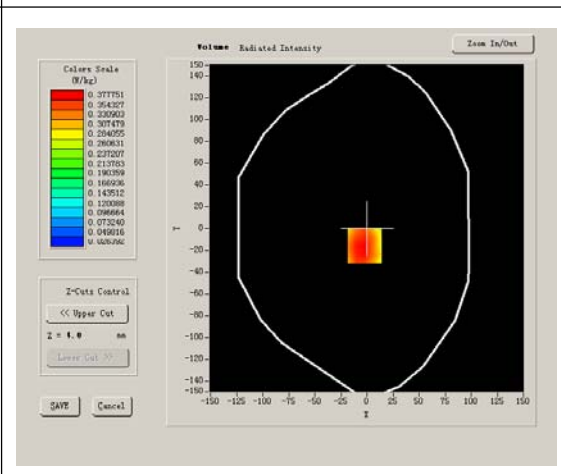 Volume Radiated Intensity
Zoom In/Out
Colors Scale
(W/kg)
0.377751
0.354327
0.330903
0.307479
0.284055
0.260631
0.237207
0.213783
0.190359
0.166936
0.143512
0.120088
0.096664
0.073240
0.049816
0.026392
Z-Cuts Control
<< Upper Cut
Z = 4.0 mm
Lower Cut >>
SAVE Cancel
150
140
120
100
80
60
40
20
0
-20
-40
-60
-80
-100
-120
-140
-150
Y
-150 -125 -100 -75 -50 -25 0 25 50 75 100 125 150
X